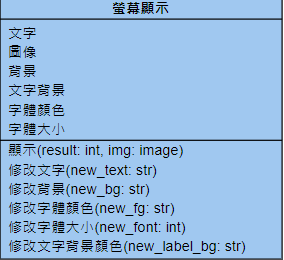 螢幕顯示
文字
圖像
背景
文字背景
字體顏色
字體大小
顯示(result: int, img: image)
修改文字(new_text: str)
修改背景(new_bg: str)
修改字體顏色(new_fg: str)
修改字體大小(new_font: int)
修改文字背景顏色(new_label_bg: str)